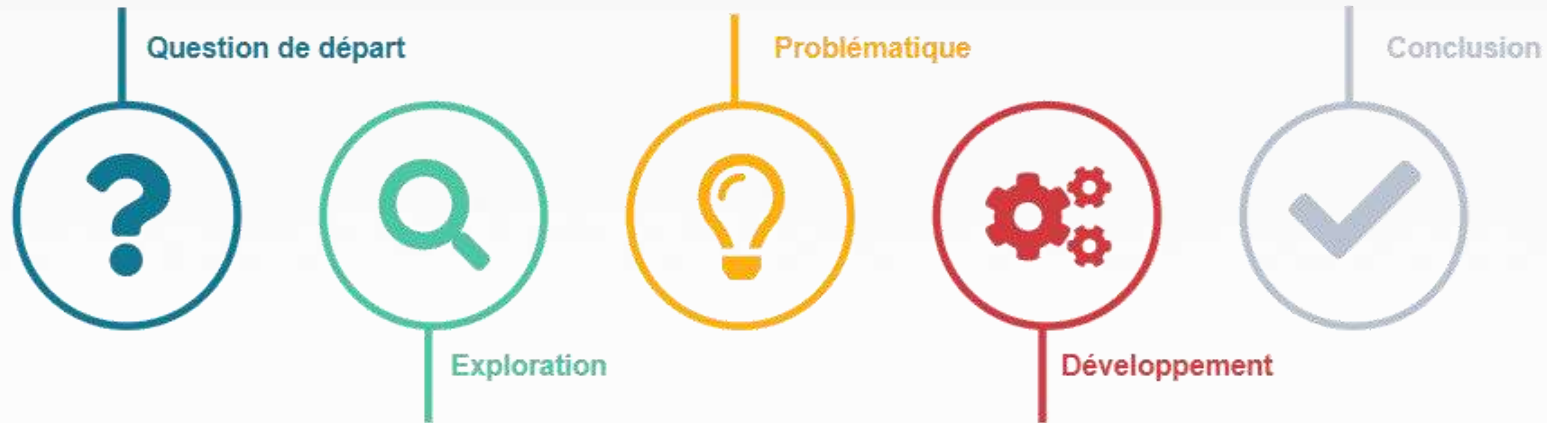 Question de départ
Exploration
Problématique
Développement
Conclusion